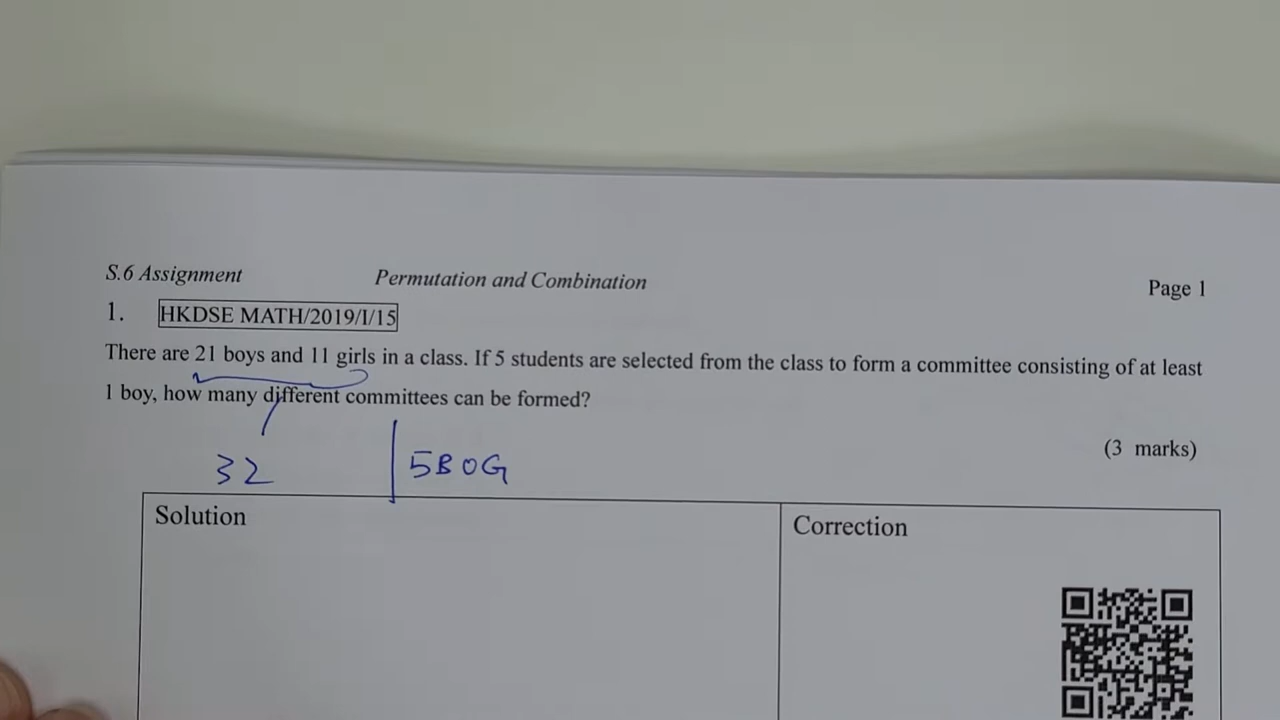 S.6 Assignment Permutation and Combination Page 1
1. HKDSE MATH/2019/I/15
There are 21 boys and 11 girls in a class. If 5 students are selected from the class to form a committee consisting of at least
1 boy, how many different committees can be formed?
(3 marks)
32 5B0G
Solution Correction